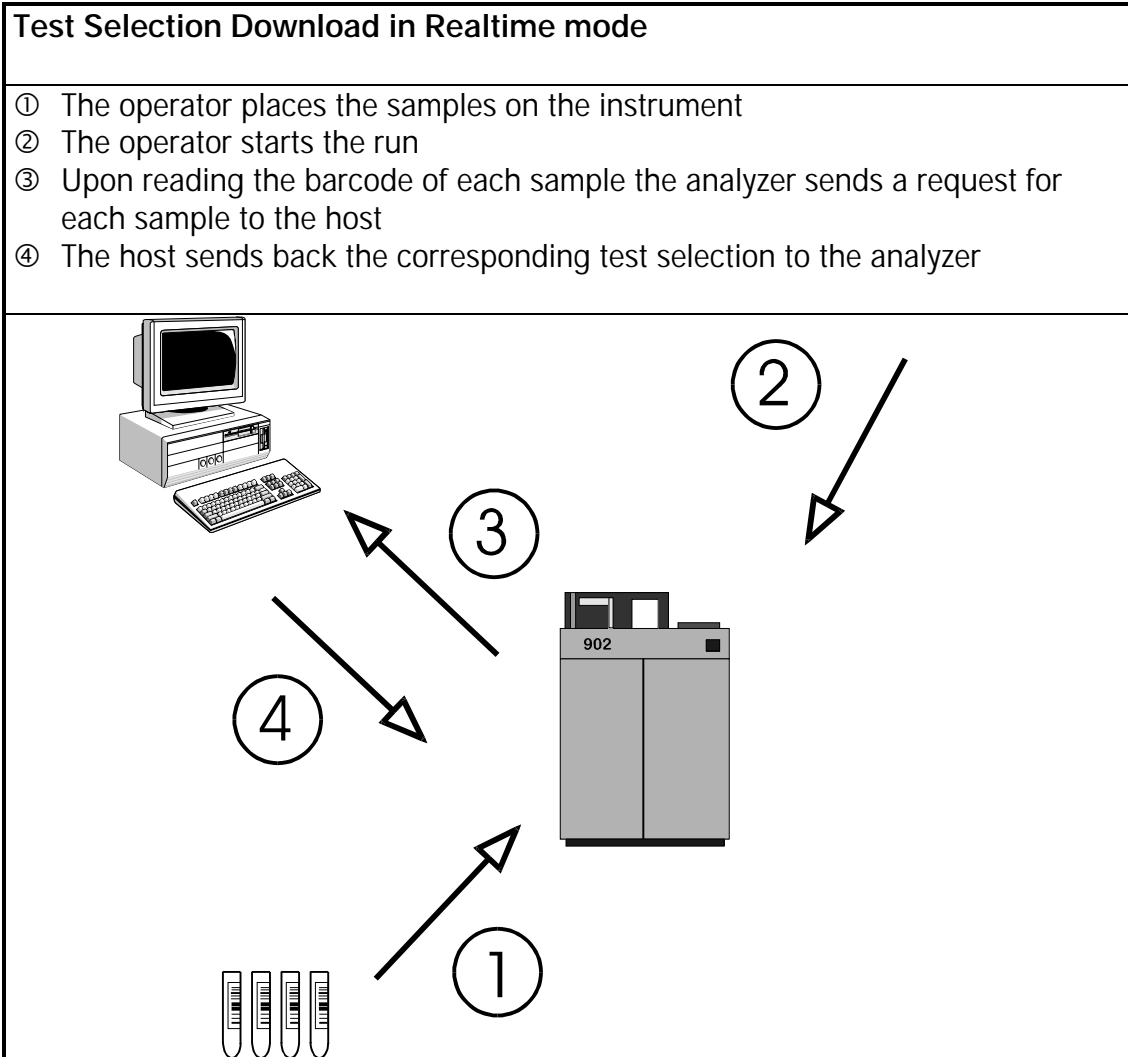 Test Selection Download in Realtime mode
① The operator places the samples on the instrument
② The operator starts the run
③ Upon reading the barcode of each sample the analyzer sends a request for
each sample to the host
④ The host sends back the corresponding test selection to the analyzer
2
3
902
4
1